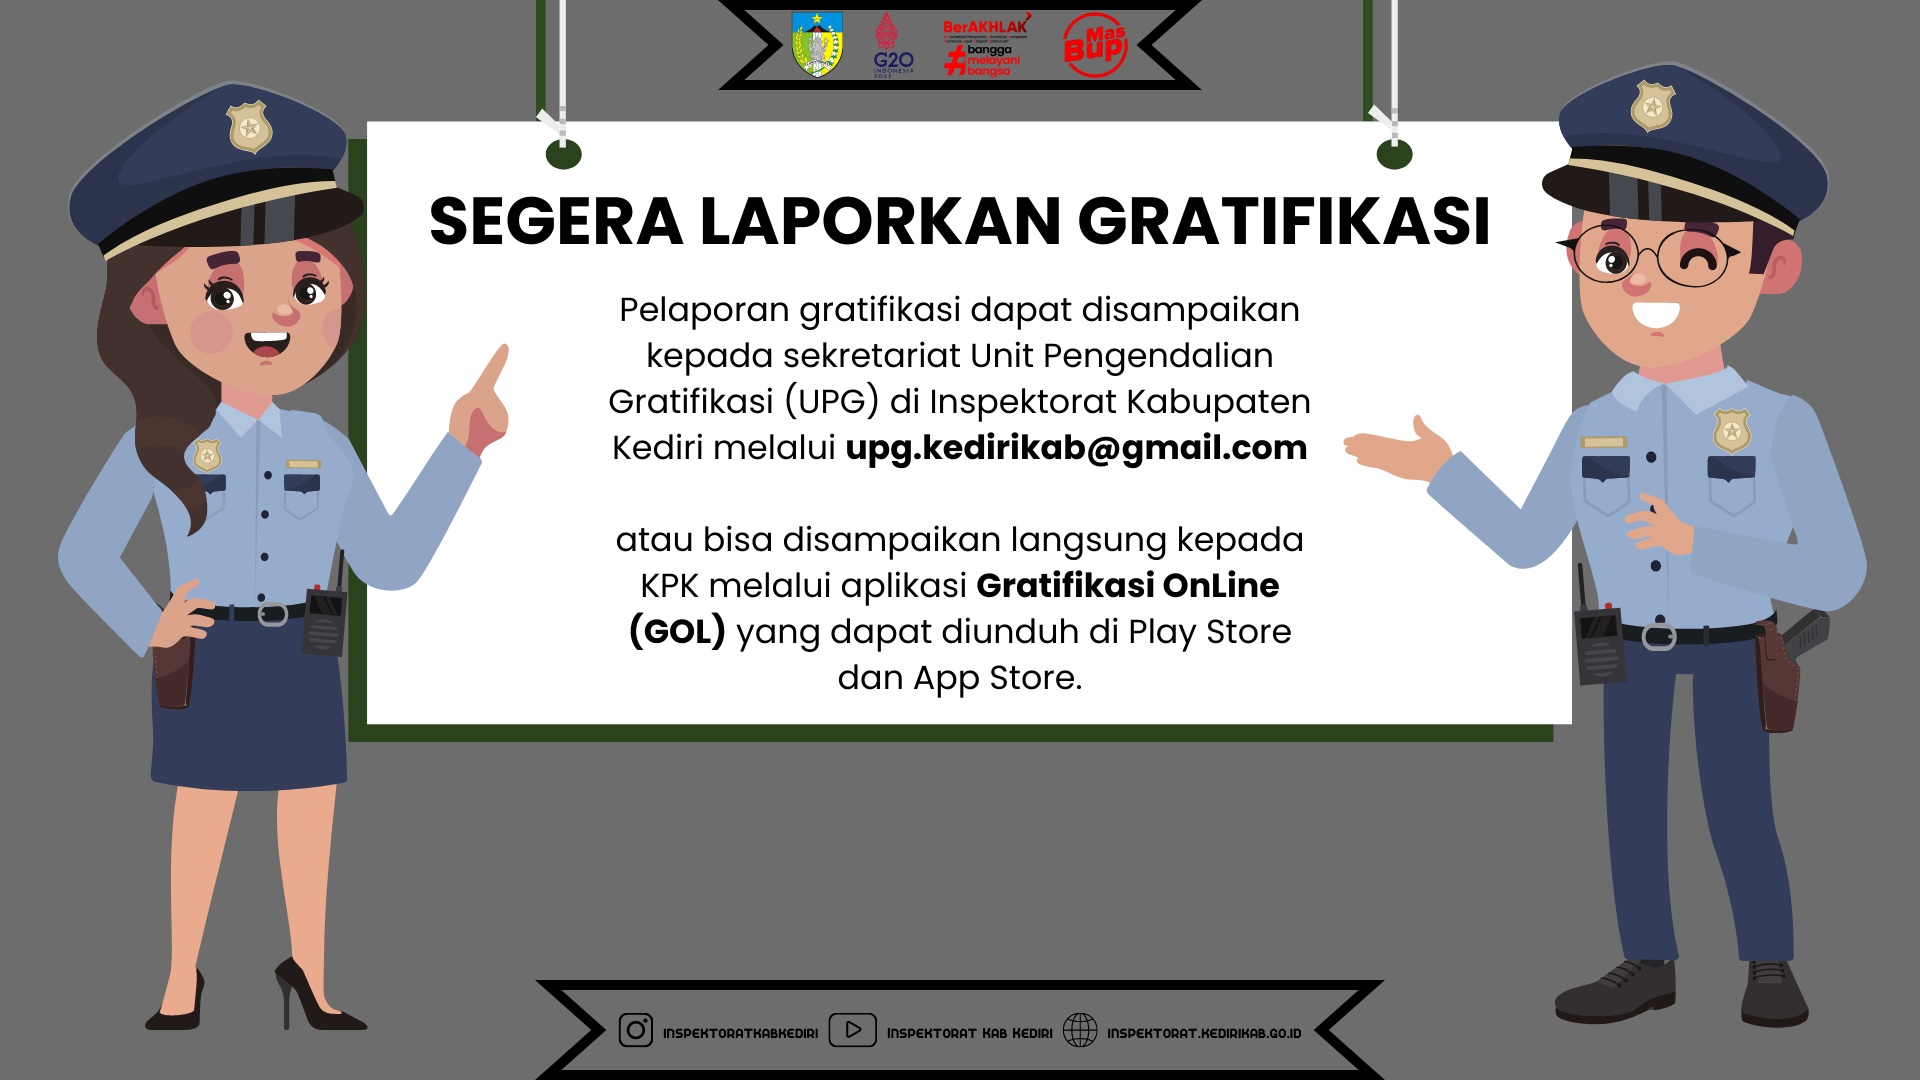 G20
INDONESIA
2022
BerAKHLAK
#bangga
melayani
bangsa
Mas
Bup
SEGERA LAPORKAN GRATIFIKASI
Pelaporan gratifikasi dapat disampaikan
kepada sekretariat Unit Pengendalian
Gratifikasi (UPG) di Inspektorat Kabupaten
Kediri melalui upg.kedirikab@gmail.com
atau bisa disampaikan langsung kepada
KPK melalui aplikasi Gratifikasi OnLine
(GOL) yang dapat diunduh di Play Store
dan App Store.
INSPEKTORATKABKEDIRI
INSPEKTORAT KAB KEDIRI
INSPEKTORAT.KEDIRIKAB.GO.ID